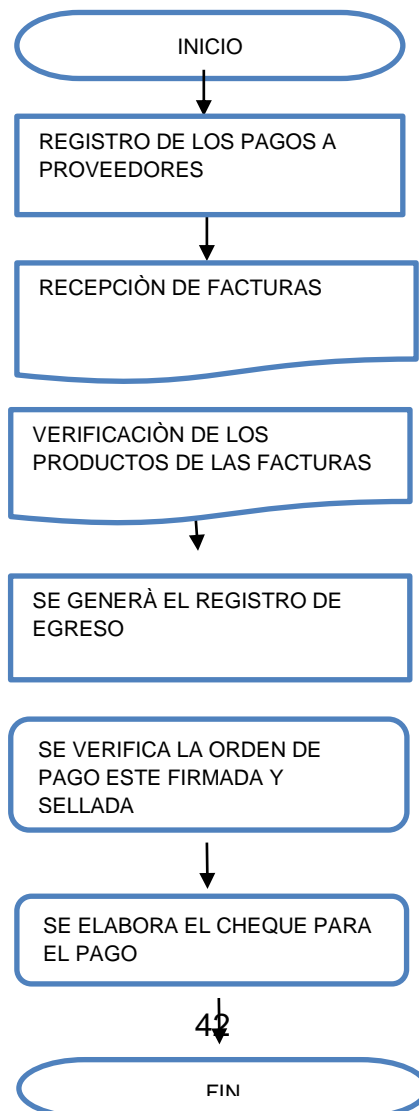 INICIO
REGISTRO DE LOS PAGOS A
PROVEEDORES
RECEPCIÒN DE FACTURAS
VERIFICACIÒN DE LOS
PRODUCTOS DE LAS FACTURAS
SE GENERÀ EL REGISTRO DE
EGRESO
SE VERIFICA LA ORDEN DE
PAGO ESTE FIRMADA Y
SELLADA
SE ELABORA EL CHEQUE PARA
EL PAGO
42
FIN